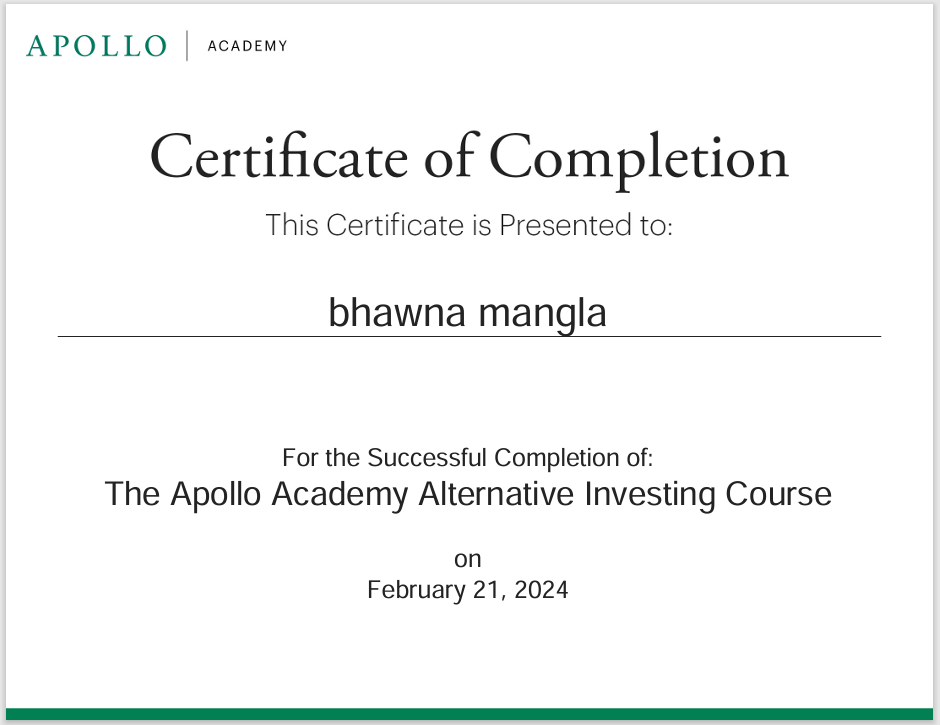 APOLLO | ACADEMY
Certificate of Completion
This Certificate is Presented to:
bhawna mangla
For the Successful Completion of:
The Apollo Academy Alternative Investing Course
on
February 21, 2024